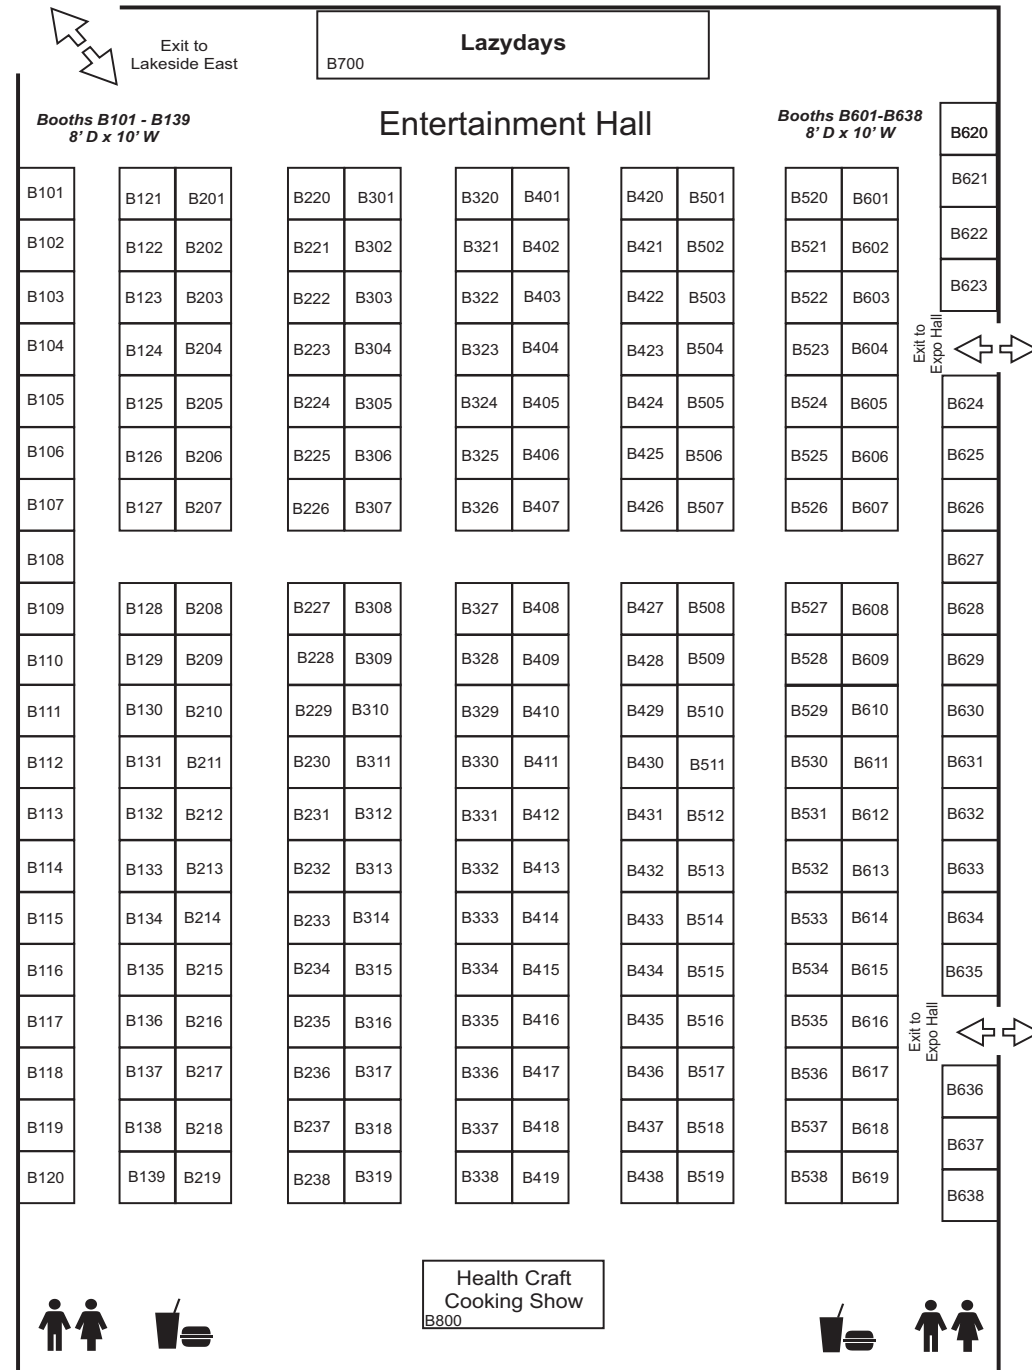 Exit to
Lakeside East
Lazydays
B700
Booths B101 - B139
8' D x 10' W
Entertainment Hall
Booths B601-B638
8' D x 10' W
B620
B621
B622
B623
B101 B121 B201 B220 B301 B320 B401 B420 B501 B520 B601
B102 B122 B202 B221 B302 B321 B402 B421 B502 B521 B602
B103 B123 B203 B222 B303 B322 B403 B422 B503 B522 B603
B104 B124 B204 B223 B304 B323 B404 B423 B504 B523 B604
Exit to
Expo Hall
B105 B125 B205 B224 B305 B324 B405 B424 B505 B524 B605 B624
B106 B126 B206 B225 B306 B325 B406 B425 B506 B525 B606 B625
B107 B127 B207 B226 B307 B326 B407 B426 B507 B526 B607 B626
B108 B627
B109 B128 B208 B227 B308 B327 B408 B427 B508 B527 B608 B628
B110 B129 B209 B228 B309 B328 B409 B428 B509 B528 B609 B629
B111 B130 B210 B229 B310 B329 B410 B429 B510 B529 B610 B630
B112 B131 B211 B230 B311 B330 B411 B430 B511 B530 B611 B631
B113 B132 B212 B231 B312 B331 B412 B431 B512 B531 B612 B632
B114 B133 B213 B232 B313 B332 B413 B432 B513 B532 B613 B633
B115 B134 B214 B233 B314 B333 B414 B433 B514 B533 B614 B634
B116 B135 B215 B234 B315 B334 B415 B434 B515 B534 B615 B635
B117 B136 B216 B235 B316 B335 B416 B435 B516 B535 B616
Exit to
Expo Hall
B118 B137 B217 B236 B317 B336 B417 B436 B517 B536 B617 B636
B119 B138 B218 B237 B318 B337 B418 B437 B518 B537 B618 B637
B120 B139 B219 B238 B319 B338 B419 B438 B519 B538 B619 B638
Health Craft
Cooking Show
B800